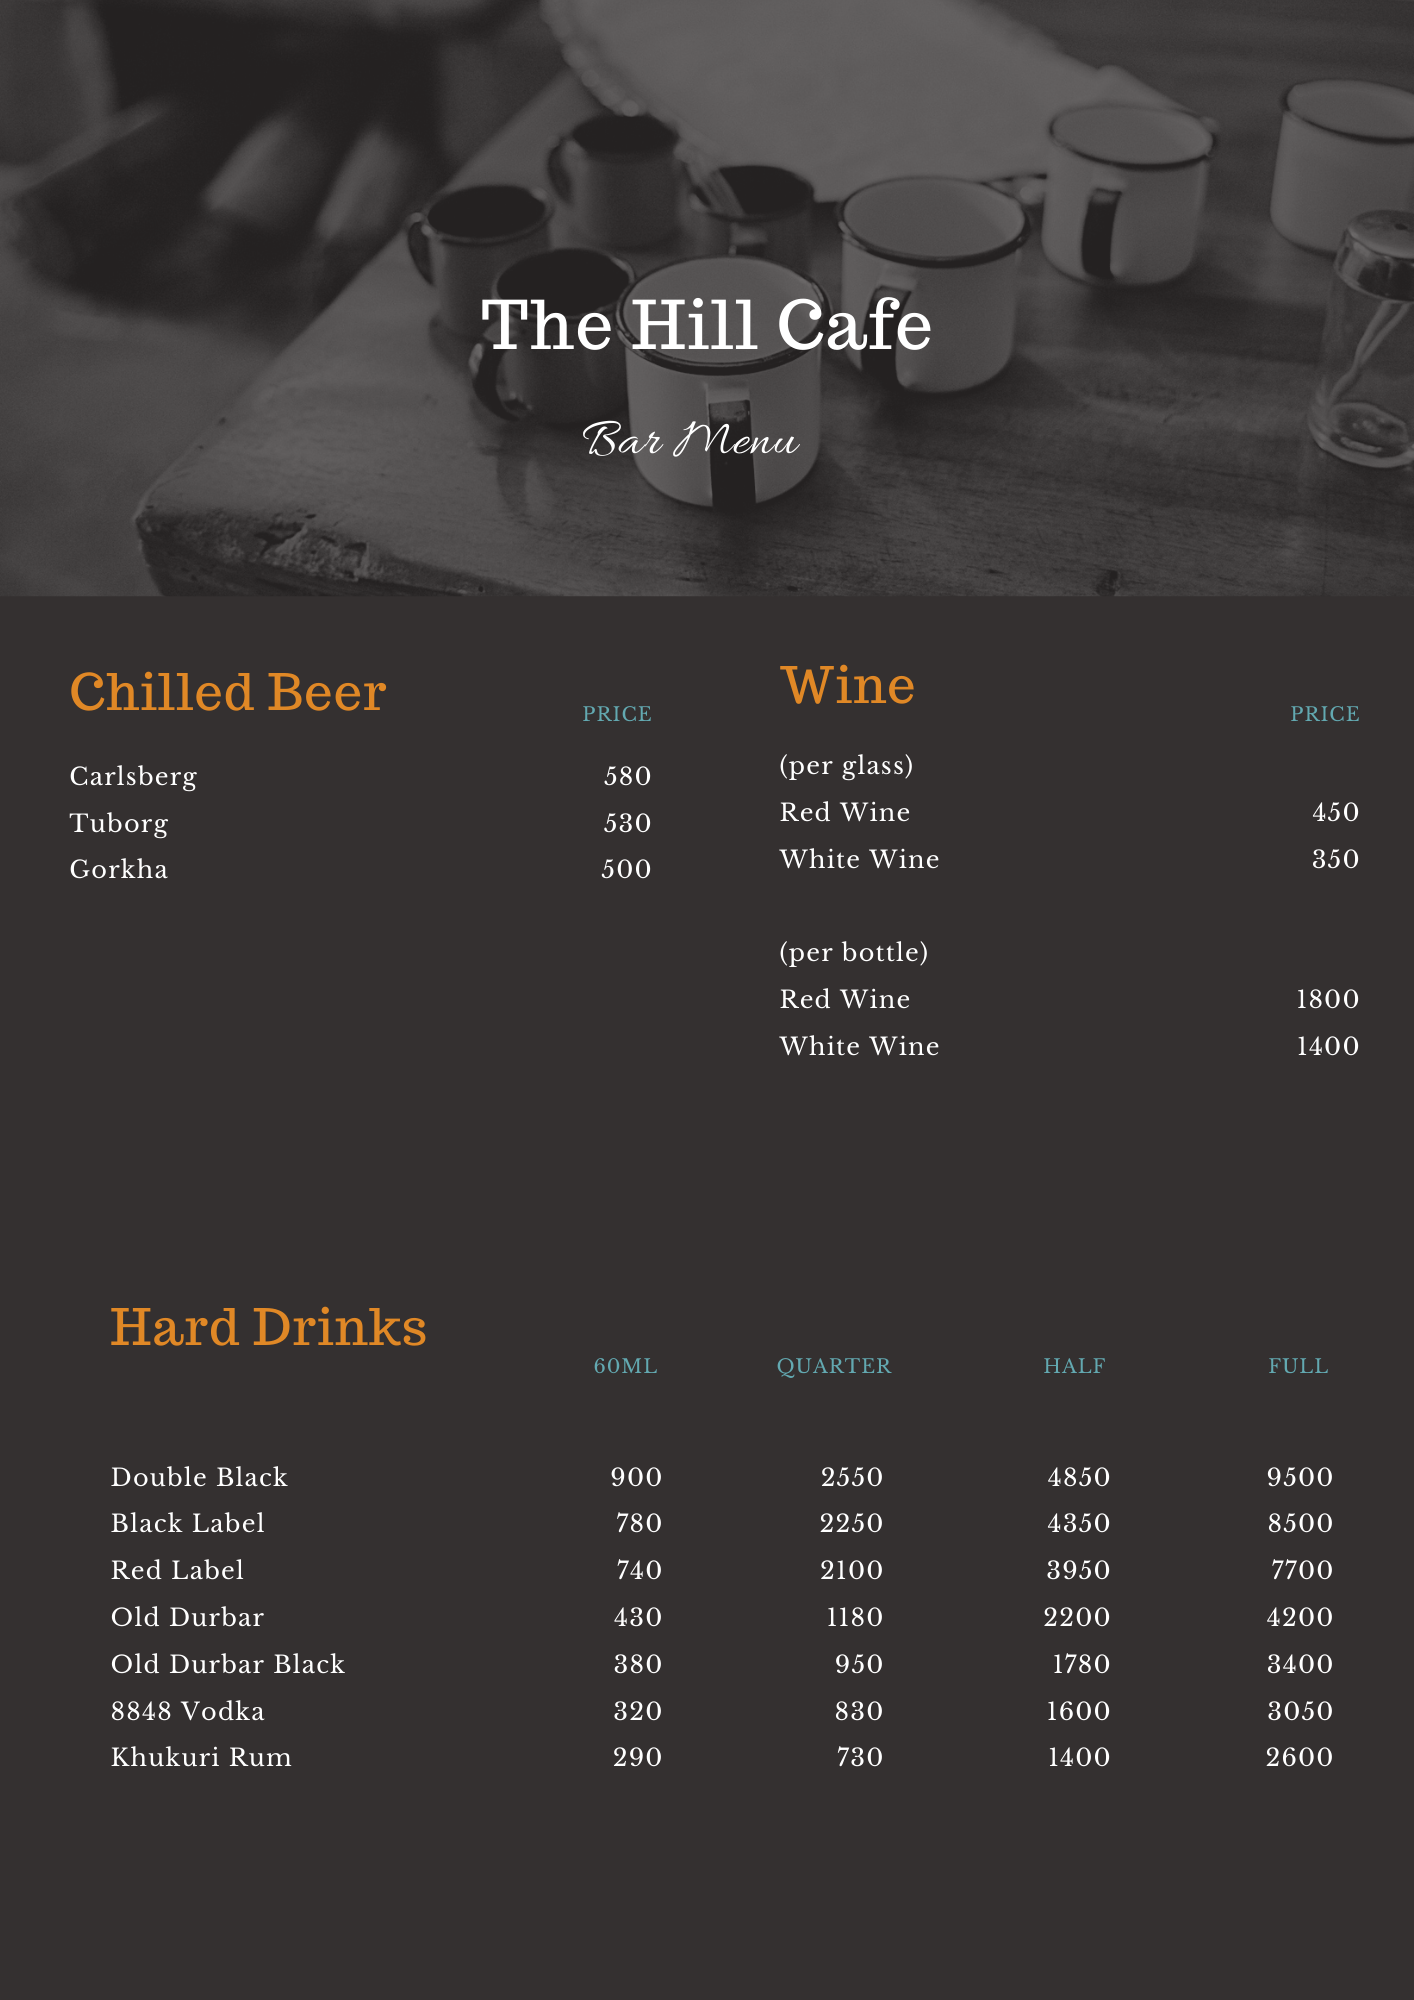 The Hill Cafe
Bar Menu
Chilled Beer
PRICE
Carlsberg 580
Tuborg 530
Gorkha 500
Wine
PRICE
(per glass)
Red Wine 450
White Wine 350
(per bottle)
Red Wine 1800
White Wine 1400
Hard Drinks
60ML QUARTER HALF FULL
Double Black 900 2550 4850 9500
Black Label 780 2250 4350 8500
Red Label 740 2100 3950 7700
Old Durbar 430 1180 2200 4200
Old Durbar Black 380 950 1780 3400
8848 Vodka 320 830 1600 3050
Khukuri Rum 290 730 1400 2600